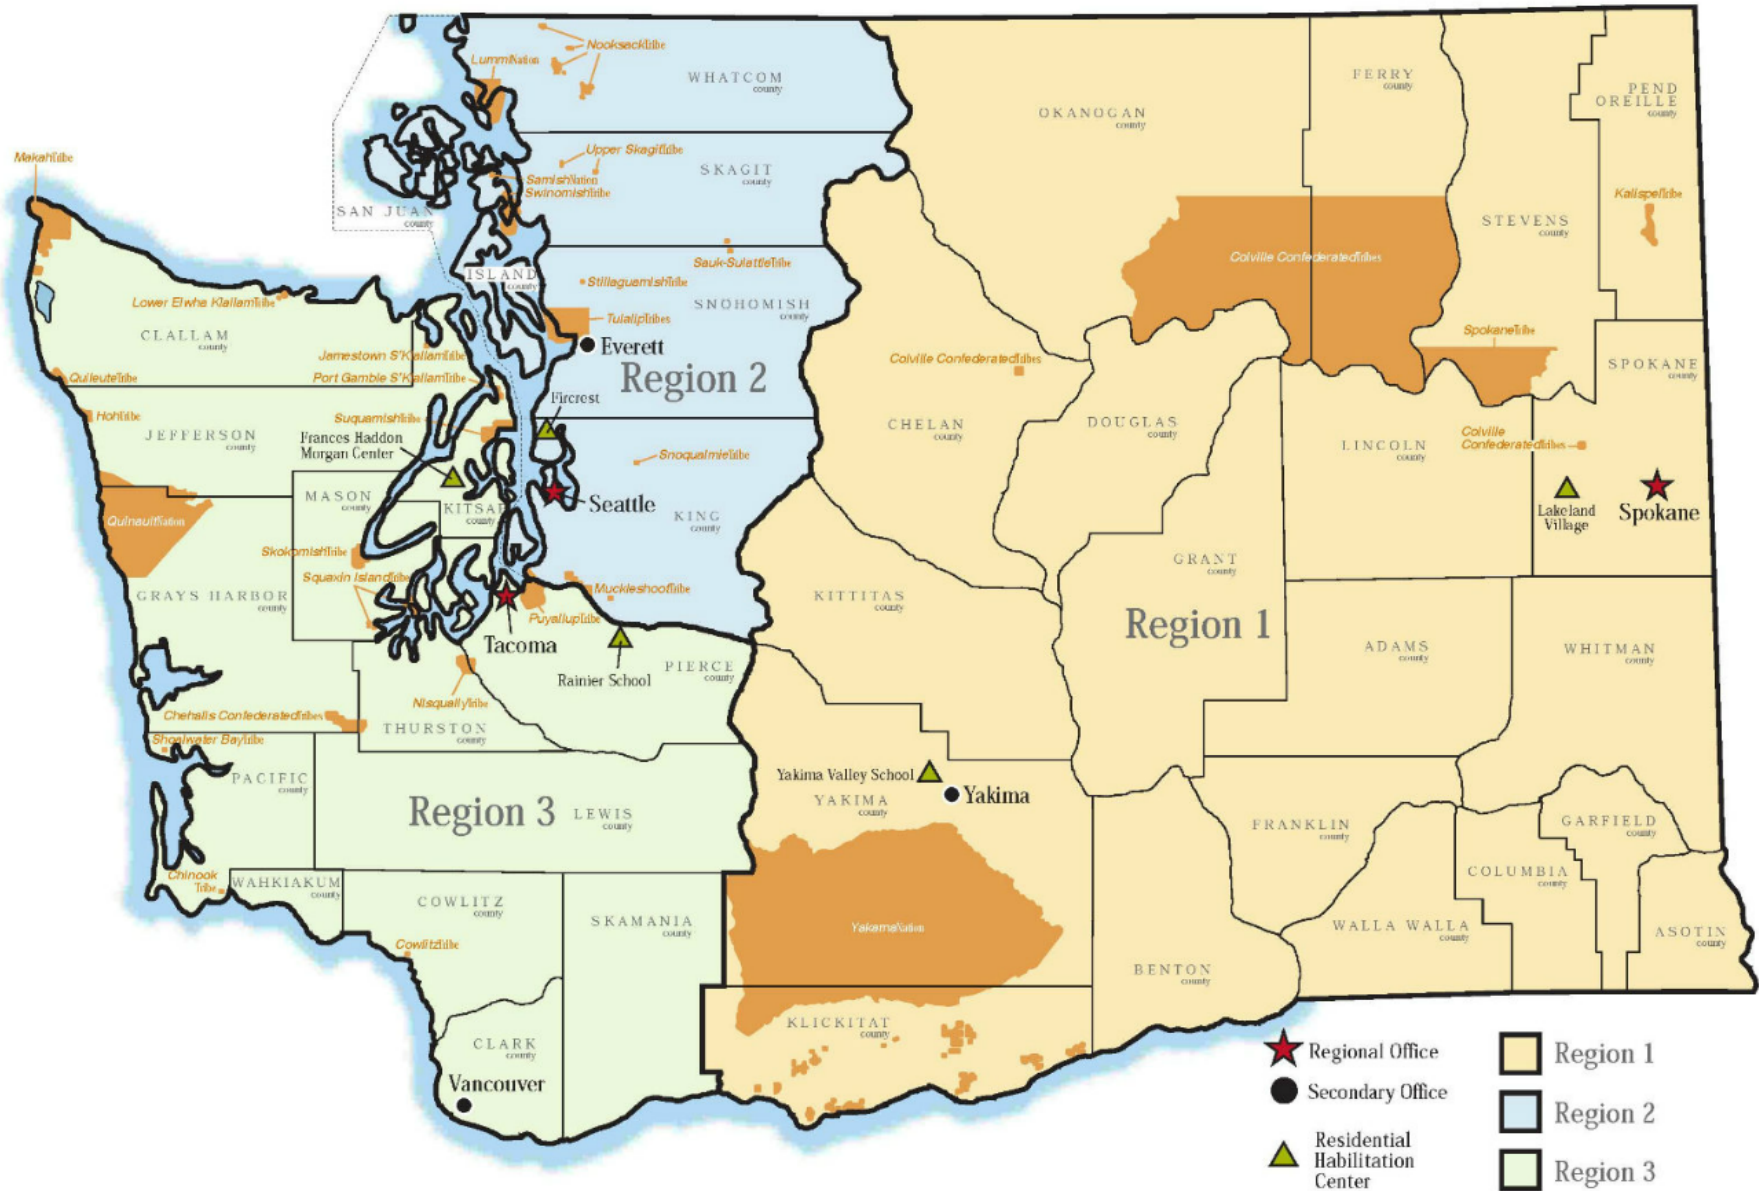 Nooksack Tribe
Lummi Nation
WHATCOM
county
FERRY
county
PEND
OREILLE
county
OKANOGAN
county
Makah Tribe
Upper Skagit Tribe
Samish Nation
Swinomish Tribe
SKAGIT
county
Kalispel Tribe
SAN JUAN
county
STEVENS
county
ISLAND
county
Sauk-Suiattle Tribe
Colville Confederated Tribes
Stillaguamish Tribe
SNOHOMISH
county
Lower Elwha Klallam Tribe
Tulalip Tribes
CLALLAM
county
Everett
Spokane Tribe
Jamestown S'Klallam Tribe
Colville Confederated Tribes
SPOKANE
county
Quileute Tribe
Port Gamble S'Klallam Tribe
Region 2
Fircrest
Hoh Tribe
Suquamish Tribe
CHELAN
county
DOUGLAS
county
JEFFERSON
county
Frances Haddon
Morgan Center
LINCOLN
county
Colville
Confederated Tribes
Snoqualmie Tribe
MASON
county
KITSAP
county
Seattle
KING
county
Lakeland
Village
Spokane
Quinault Nation
Skokomish Tribe
Squaxin Island Tribe
GRANT
county
GRAYS HARBOR
county
Muckleshoot Tribe
KITTITAS
county
Puyallup Tribe
Region 1
Tacoma
PIERCE
county
ADAMS
county
WHITMAN
county
Rainier School
Nisqually Tribe
Chehalis Confederated Tribes
THURSTON
county
Shoalwater Bay Tribe
PACIFIC
county
Yakima Valley School
Yakima
YAKIMA
county
Region 3
LEWIS
county
FRANKLIN
county
GARFIELD
county
Chinook
Tribe
WAHKIAKUM
county
COLUMBIA
county
COWLITZ
county
SKAMANIA
county
Yakama Nation
WALLA WALLA
county
ASOTIN
county
Cowlitz Tribe
BENTON
county
KLICKITAT
county
CLARK
county
Vancouver
Regional Office
Secondary Office
Residential
Habilitation
Center
Region 1
Region 2
Region 3